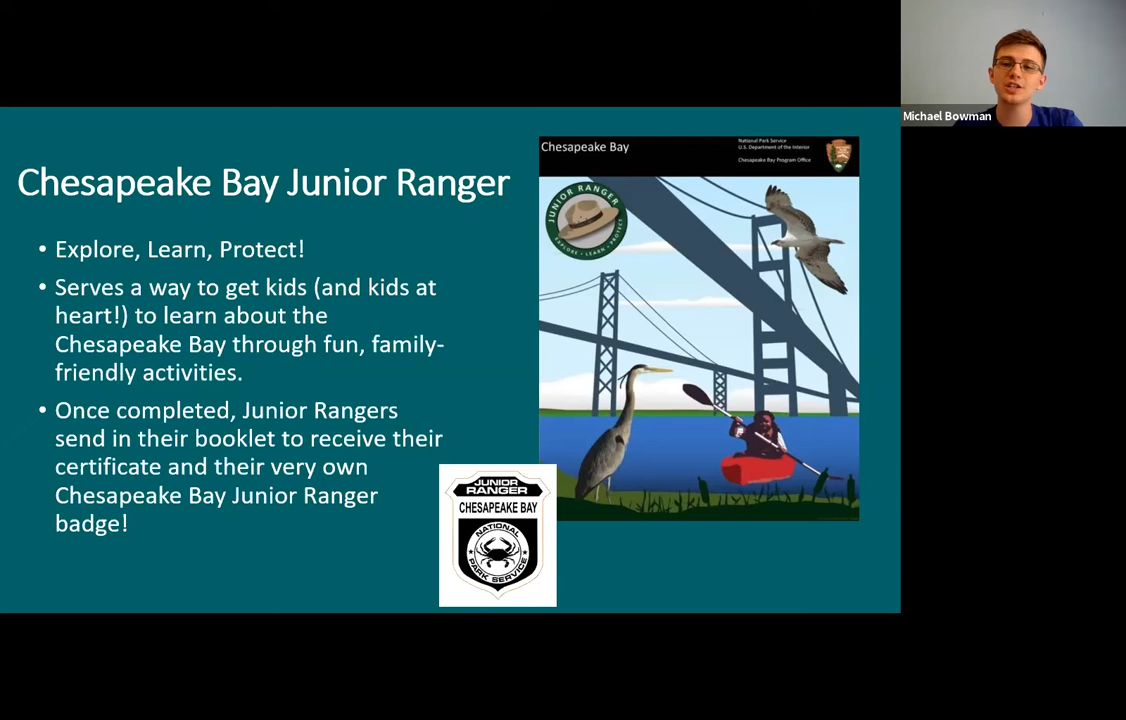 Michael Bowman
Chesapeake Bay Junior Ranger
• Explore, Learn, Protect!
• Serves a way to get kids (and kids at
heart!) to learn about the
Chesapeake Bay through fun, family-
friendly activities.
• Once completed, Junior Rangers
send in their booklet to receive their
certificate and their very own
Chesapeake Bay Junior Ranger
badge!
Chesapeake Bay
National Park Service
U.S. Department of the Interior
Chesapeake Bay Program Office
JUNIOR RANGER
EXPLORE • LEARN • PROTECT
JUNIOR
RANGER
CHESAPEAKE BAY
NATIONAL
PARK SERVICE